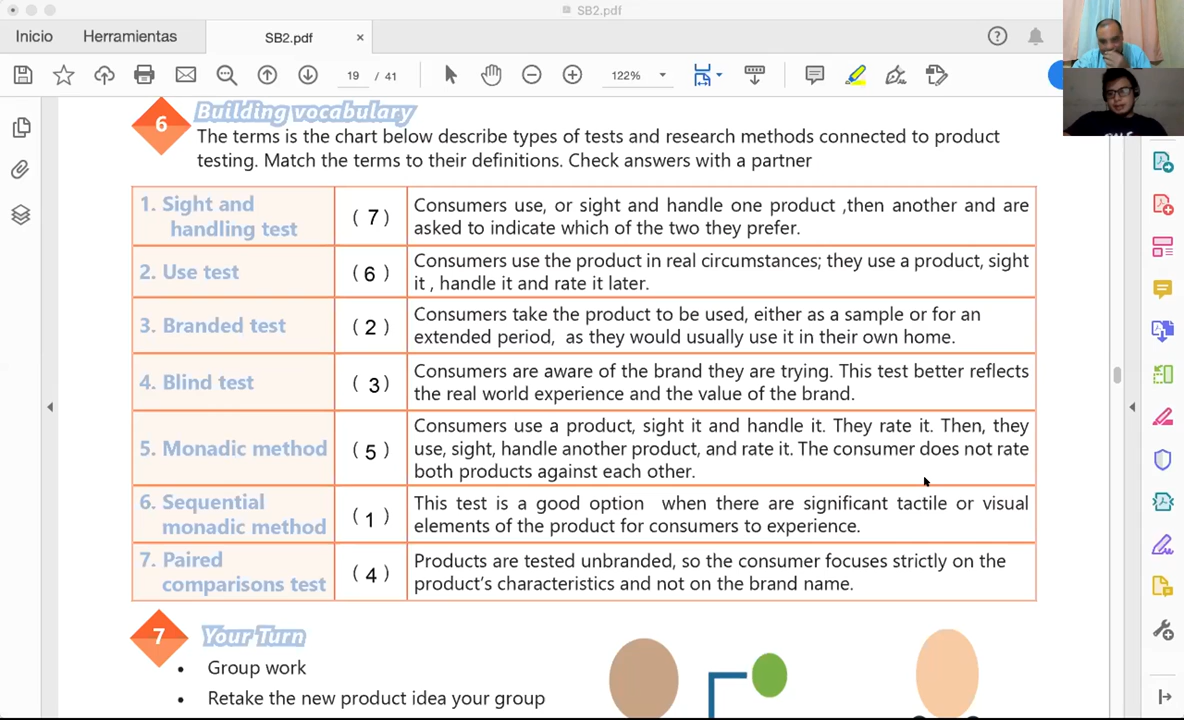 SB2.pdf
Inicio Herramientas SB2.pdf ×
19 / 41 122%
6 Building vocabulary
The terms is the chart below describe types of tests and research methods connected to product
testing. Match the terms to their definitions. Check answers with a partner
1. Sight and
handling test
( 7 )
Consumers use, or sight and handle one product ,then another and are
asked to indicate which of the two they prefer.
2. Use test
( 6 )
Consumers use the product in real circumstances; they use a product, sight
it , handle it and rate it later.
3. Branded test
( 2 )
Consumers take the product to be used, either as a sample or for an
extended period, as they would usually use it in their own home.
4. Blind test
( 3 )
Consumers are aware of the brand they are trying. This test better reflects
the real world experience and the value of the brand.
5. Monadic method
( 5 )
Consumers use a product, sight it and handle it. They rate it. Then, they
use, sight, handle another product, and rate it. The consumer does not rate
both products against each other.
6. Sequential
monadic method
( 1 )
This test is a good option when there are significant tactile or visual
elements of the product for consumers to experience.
7. Paired
comparisons test
( 4 )
Products are tested unbranded, so the consumer focuses strictly on the
product's characteristics and not on the brand name.
7 Your Turn
• Group work
• Retake the new product idea your group